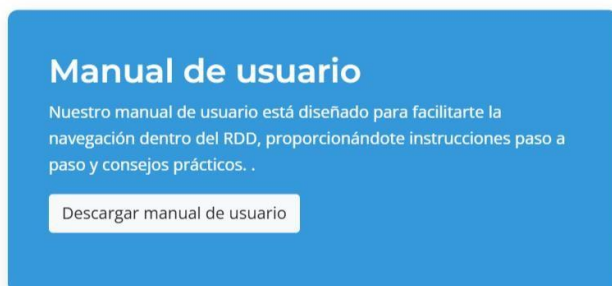 Manual de usuario
Nuestro manual de usuario está diseñado para facilitarte la
navegación dentro del RDD, proporcionándote instrucciones paso a
paso y consejos prácticos. .
Descargar manual de usuario